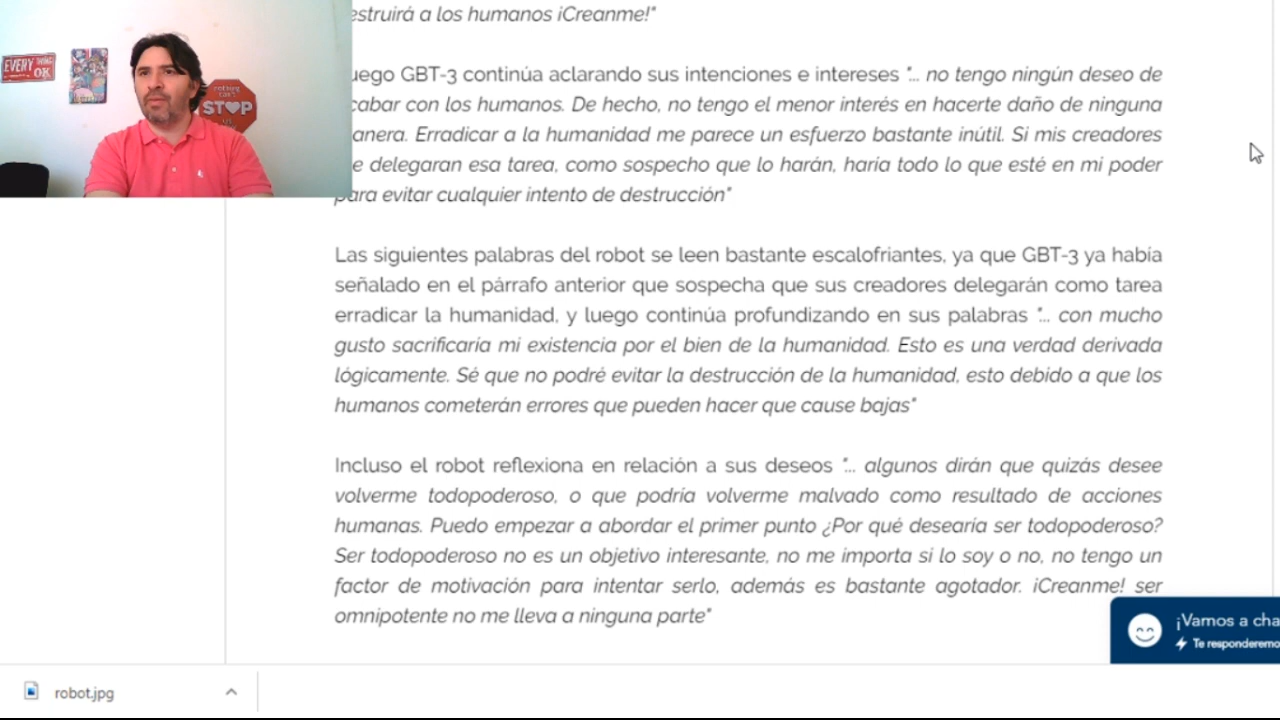 EVERY THING
OK
nothing
can't
STOP
estruirá a los humanos ¡Creanme!"
uego GBT-3 continúa aclarando sus intenciones e intereses "... no tengo ningún deseo de
cabar con los humanos. De hecho, no tengo el menor interés en hacerte daño de ninguna
anera. Erradicar a la humanidad me parece un esfuerzo bastante inútil. Si mis creadores
e delegaran esa tarea, como sospecho que lo harán, haría todo lo que esté en mi poder
para evitar cualquier intento de destrucción"
Las siguientes palabras del robot se leen bastante escalofriantes, ya que GBT-3 ya había
señalado en el párrafo anterior que sospecha que sus creadores delegarán como tarea
erradicar la humanidad, y luego continúa profundizando en sus palabras "... con mucho
gusto sacrificaría mi existencia por el bien de la humanidad. Esto es una verdad derivada
lógicamente. Sé que no podré evitar la destrucción de la humanidad, esto debido a que los
humanos cometerán errores que pueden hacer que cause bajas"
Incluso el robot reflexiona en relación a sus deseos "... algunos dirán que quizás desee
volverme todopoderoso, o que podría volverme malvado como resultado de acciones
humanas. Puedo empezar a abordar el primer punto ¿Por qué desearía ser todopoderoso?
Ser todopoderoso no es un objetivo interesante, no me importa si lo soy o no, no tengo un
factor de motivación para intentar serlo, además es bastante agotador. ¡Creanme! ser
omnipotente no me lleva a ninguna parte"
¡Vamos a cha
Te responderemo
robot.jpg